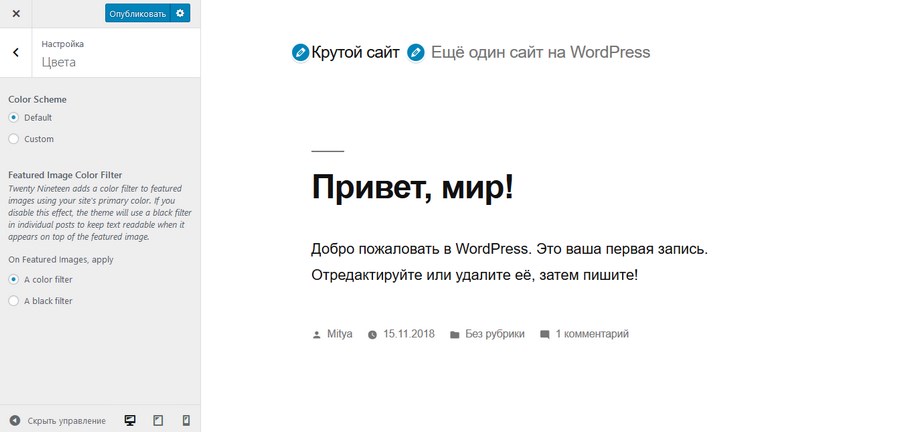 Опубликовать
Настройка
Цвета
Color Scheme
Default
Custom
Featured Image Color Filter
Twenty Nineteen adds a color filter to featured
images using your site's primary color. If you
disable this effect, the theme will use a black filter
in individual posts to keep text readable when it
appears on top of the featured image.
On Featured Images, apply
A color filter
A black filter
Скрыть управление
Крутой сайт Ещё один сайт на WordPress
Привет, мир!
Добро пожаловать в WordPress. Это ваша первая запись.
Отредактируйте или удалите её, затем пишите!
Mitya 15.11.2018 Без рубрики 1 комментарий